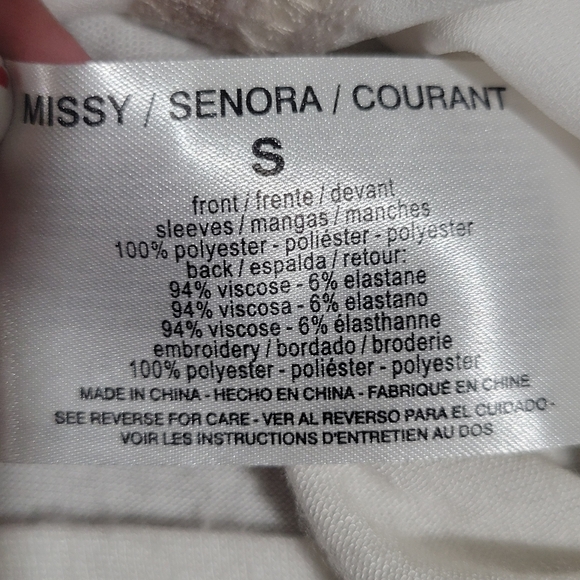 MISSY / SENORA / COURANT
S
front / frente / devant
sleeves / mangas / manches
100% polyester - poliéster - polyester
back / espalda / retour:
94% viscose - 6% elastane
94% viscosa - 6% elastano
94% viscose - 6% élasthanne
embroidery / bordado / broderie
100% polyester - poliéster - polyester
MADE IN CHINA - HECHO EN CHINA - FABRIQUÉ EN CHINE
SEE REVERSE FOR CARE - VER AL REVERSO PARA EL CUIDADO -
VOIR LES INSTRUCTIONS D'ENTRETIEN AU DOS